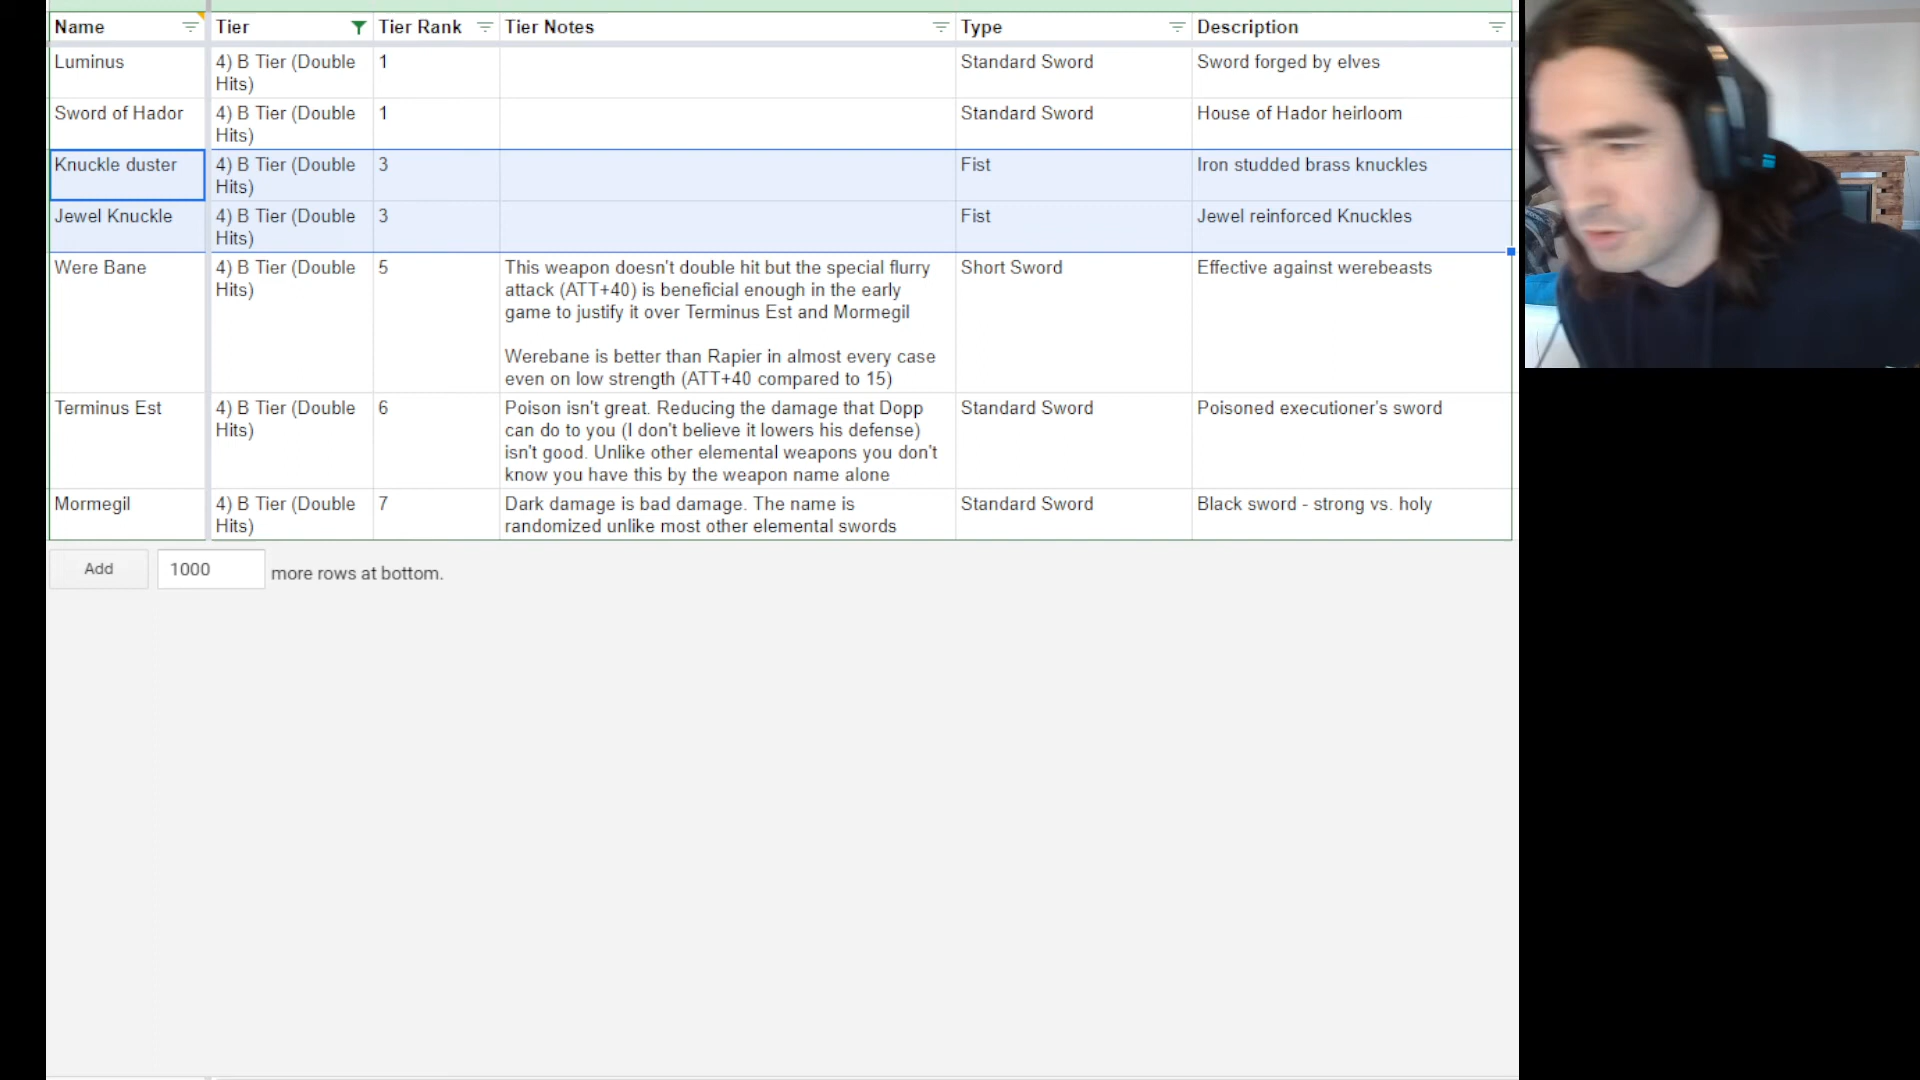 Name Tier Tier Rank Tier Notes Type Description
Luminus 4) B Tier (Double 1 Standard Sword Sword forged by elves
Hits)
Sword of Hador 4) B Tier (Double 1 Standard Sword House of Hador heirloom
Hits)
Knuckle duster 4) B Tier (Double 3 Fist Iron studded brass knuckles
Hits)
Jewel Knuckle 4) B Tier (Double 3 Fist Jewel reinforced Knuckles
Hits)
Were Bane 4) B Tier (Double 5 This weapon doesn't double hit but the special flurry Short Sword Effective against werebeasts
Hits) attack (ATT+40) is beneficial enough in the early
game to justify it over Terminus Est and Mormegil
Werebane is better than Rapier in almost every case
even on low strength (ATT+40 compared to 15)
Terminus Est 4) B Tier (Double 6 Poison isn't great. Reducing the damage that Dopp Standard Sword Poisoned executioner's sword
Hits) can do to you (I don't believe it lowers his defense)
isn't good. Unlike other elemental weapons you don't
know you have this by the weapon name alone
Mormegil 4) B Tier (Double 7 Dark damage is bad damage. The name is Standard Sword Black sword - strong vs. holy
Hits) randomized unlike most other elemental swords
Add 1000 more rows at bottom.